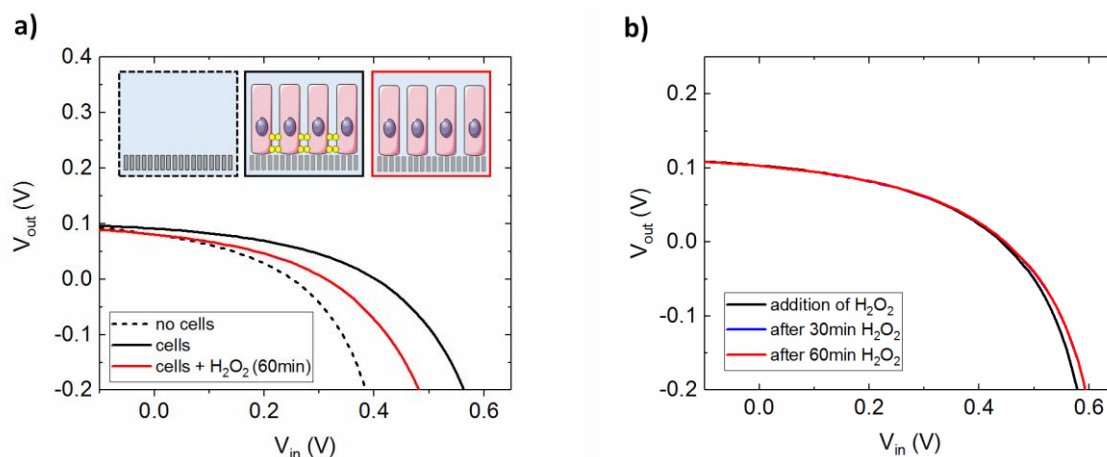 a)
0.4
0.3
0.2
0.1
0.0
-0.1
-0.2
V_out (V)
no cells
cells
cells + H₂O₂ (60min)
0.0
0.2
0.4
0.6
V_in (V)
b)
0.2
0.1
0.0
-0.1
-0.2
V_out (V)
addition of H₂O₂
after 30min H₂O₂
after 60min H₂O₂
0.0
0.2
0.4
0.6
V_in (V)